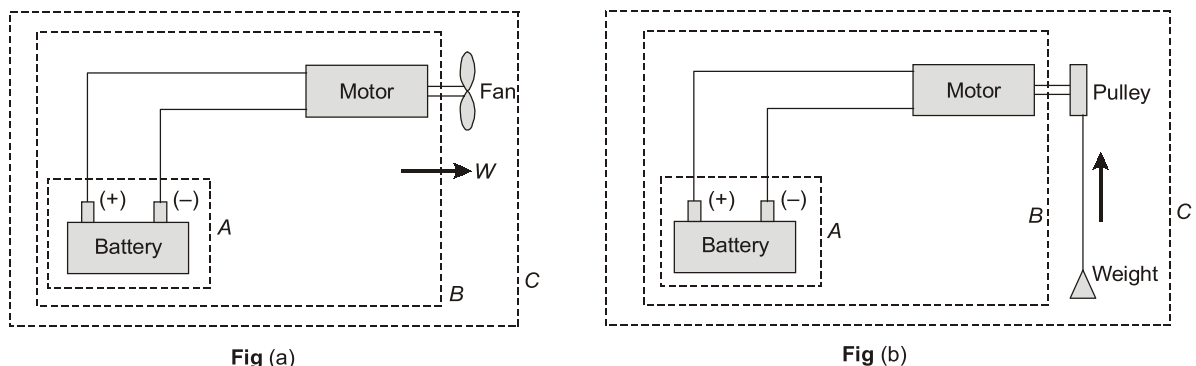 Motor
Fan
W
(+)
(–)
A
Battery
B
C
Fig (a)
Motor
Pulley
(+)
(–)
A
B
C
Battery
Weight
Fig (b)